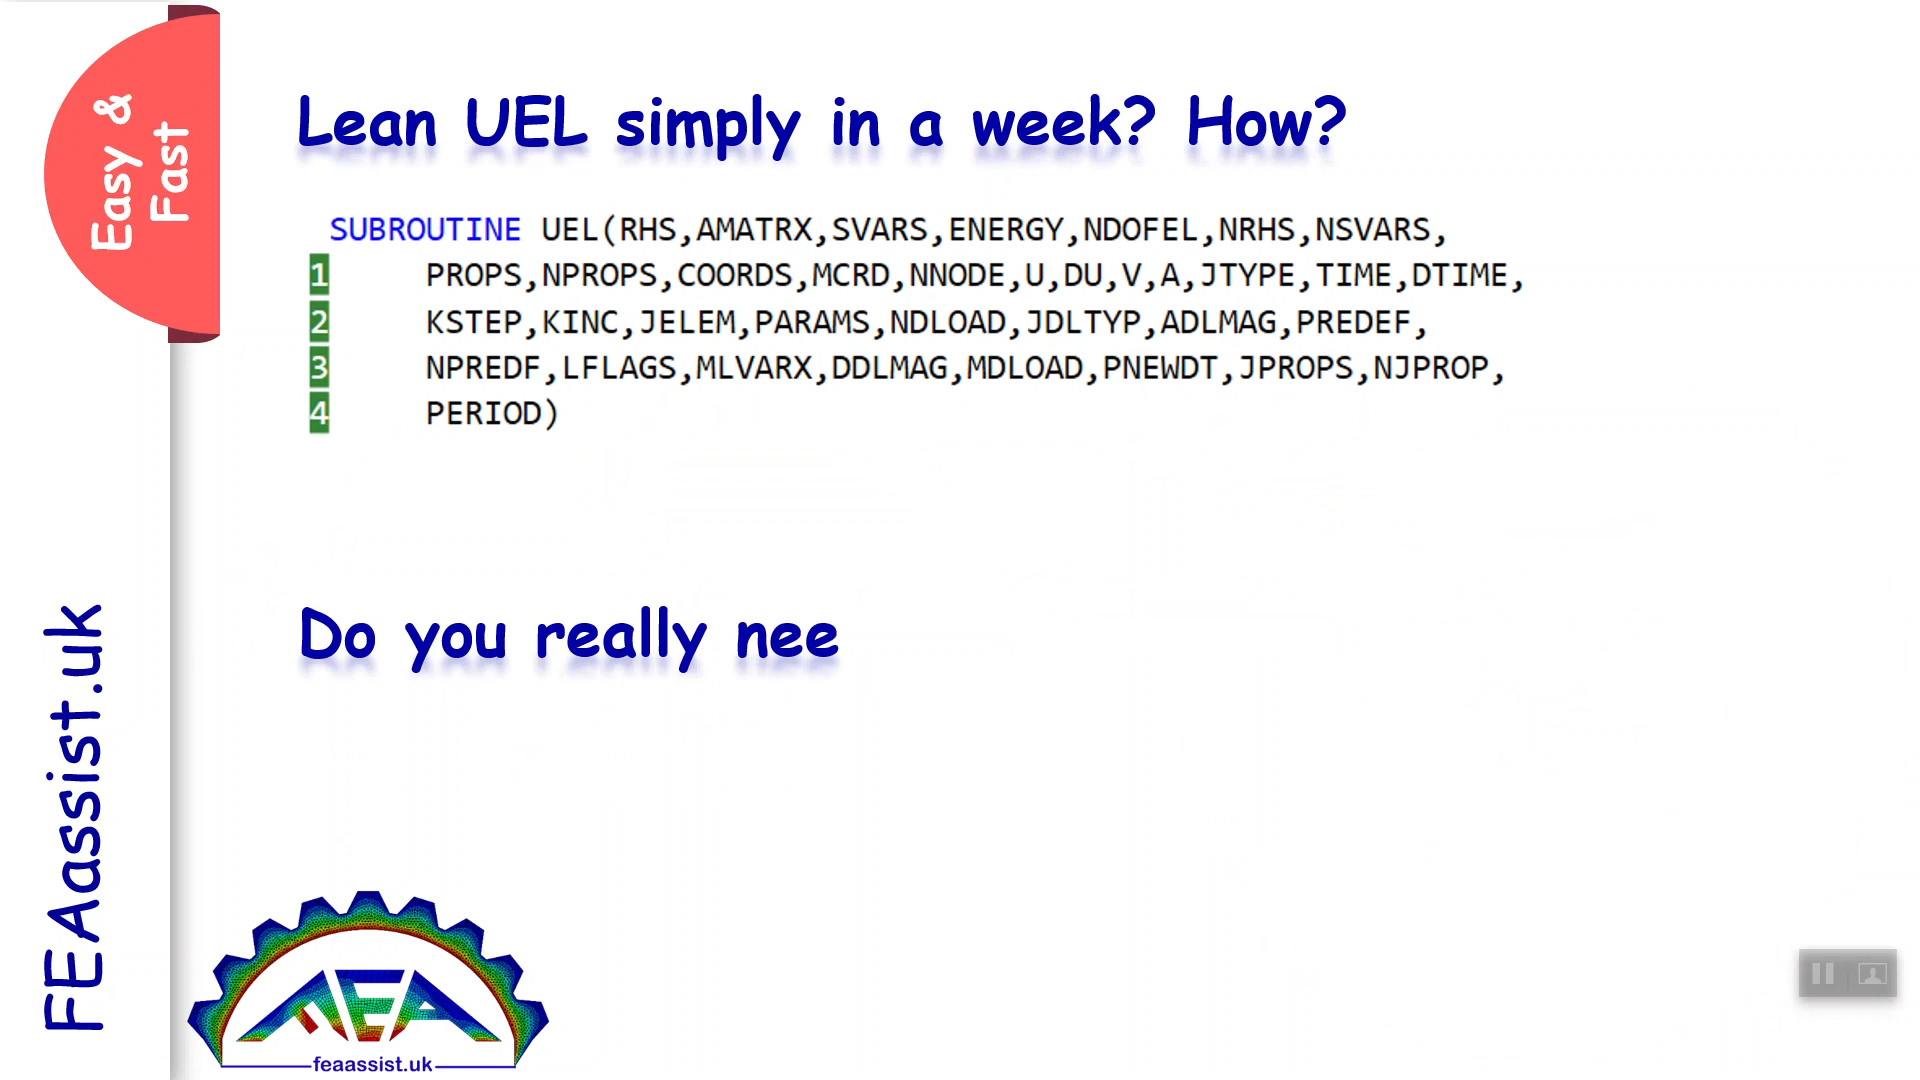 Easy &
Fast
Lean UEL simply in a week? How?
SUBROUTINE UEL(RHS,AMATRX,SVARS,ENERGY,NDOFEL,NRHS,NSVARS,
1 PROPS,NPROPS,COORDS,MCRD,NNODE,U,DU,V,A,JTYPE,TIME,DTIME,
2 KSTEP,KINC,JELEM,PARAMS,NDLOAD,JDLTYP,ADLMAG,PREDEF,
3 NPREDF,LFLAGS,MLVARX,DDLMAG,MDLOAD,PNEWDT,JPROPS,NJPROP,
4 PERIOD)
Do you really nee
FEAassist.uk
FEA
feaassist.uk